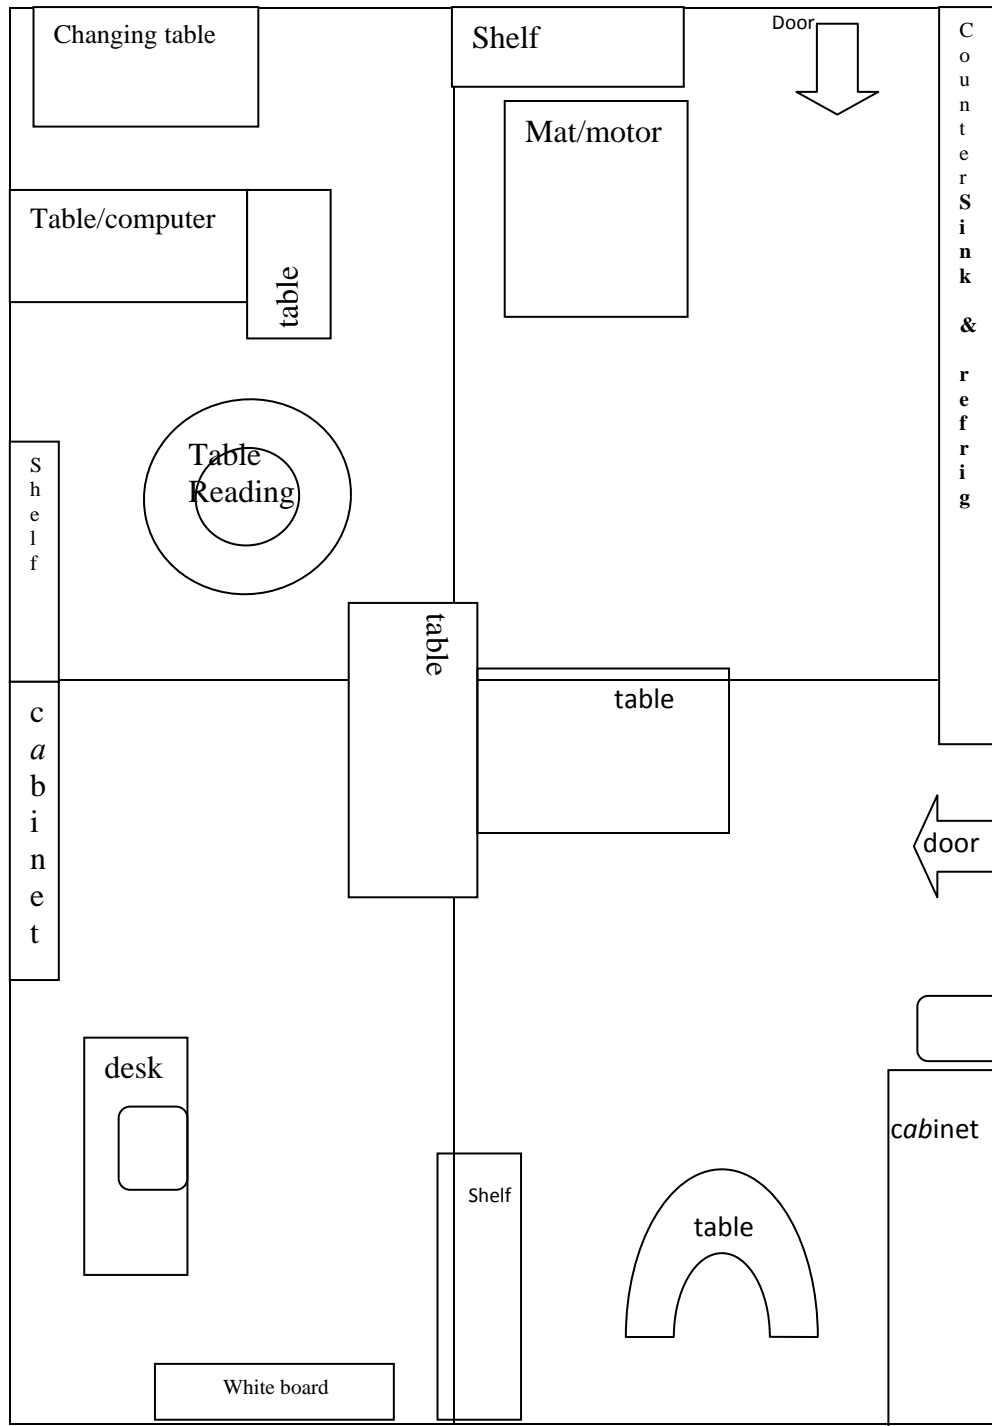 Changing table
Shelf
Door
Counter Sink & refrig
Mat/motor
Table/computer
table
Table
Reading
Shelf
table
table
cabinet
door
desk
cabinet
Shelf
table
White board